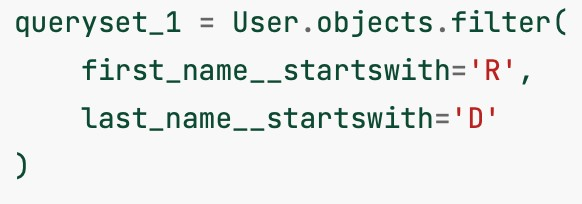 queryset_1 = User.objects.filter(
    first_name__startswith='R',
    last_name__startswith='D'
)